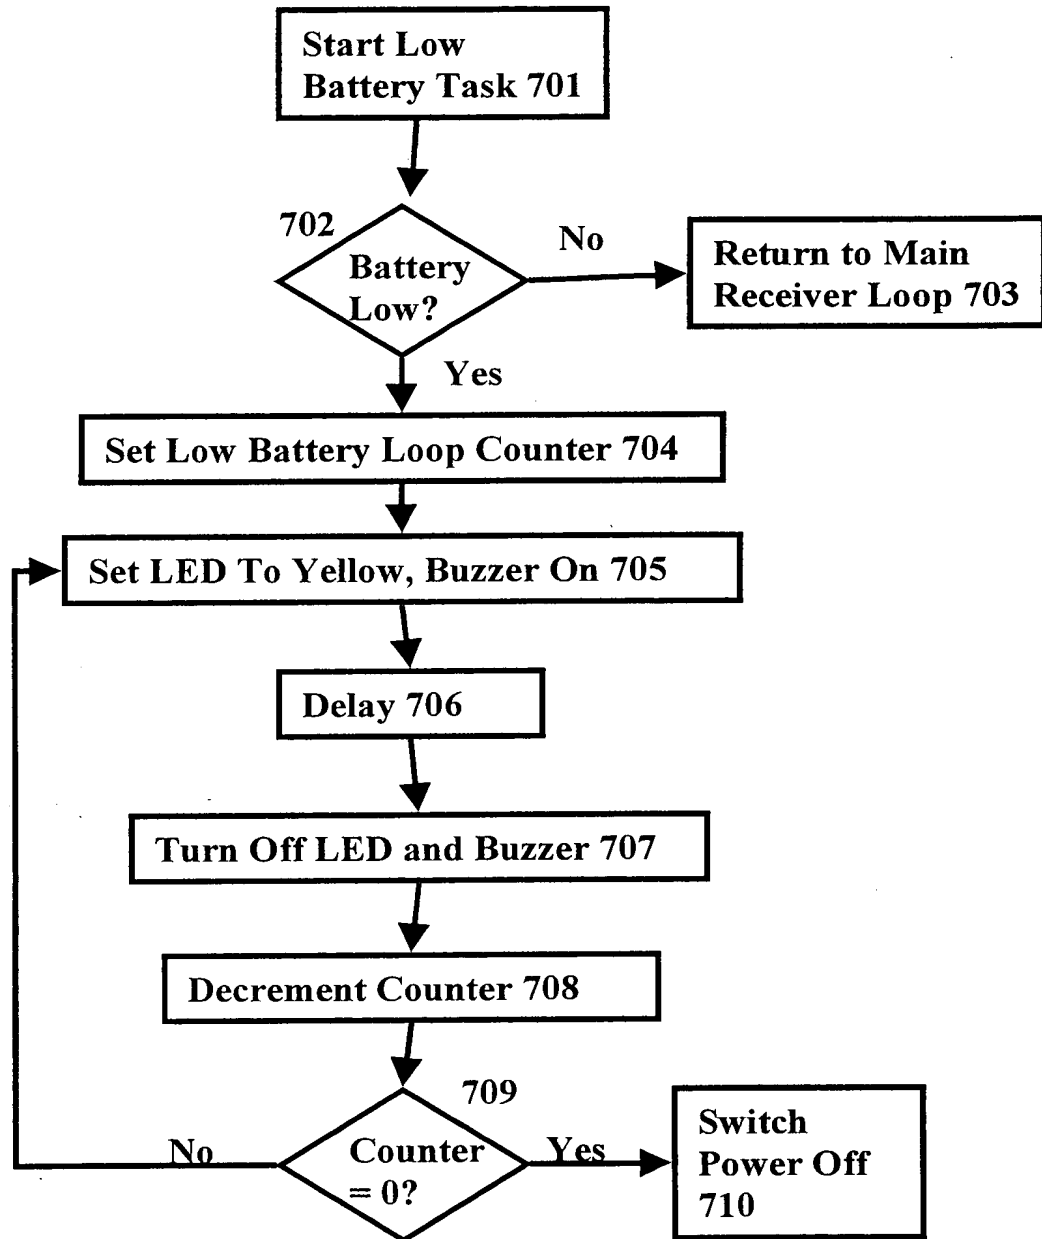 Start Low
Battery Task 701
702
Battery
Low?
No
Return to Main
Receiver Loop 703
Yes
Set Low Battery Loop Counter 704
Set LED To Yellow, Buzzer On 705
Delay 706
Turn Off LED and Buzzer 707
Decrement Counter 708
709
No
Counter
= 0?
Yes
Switch
Power Off
710